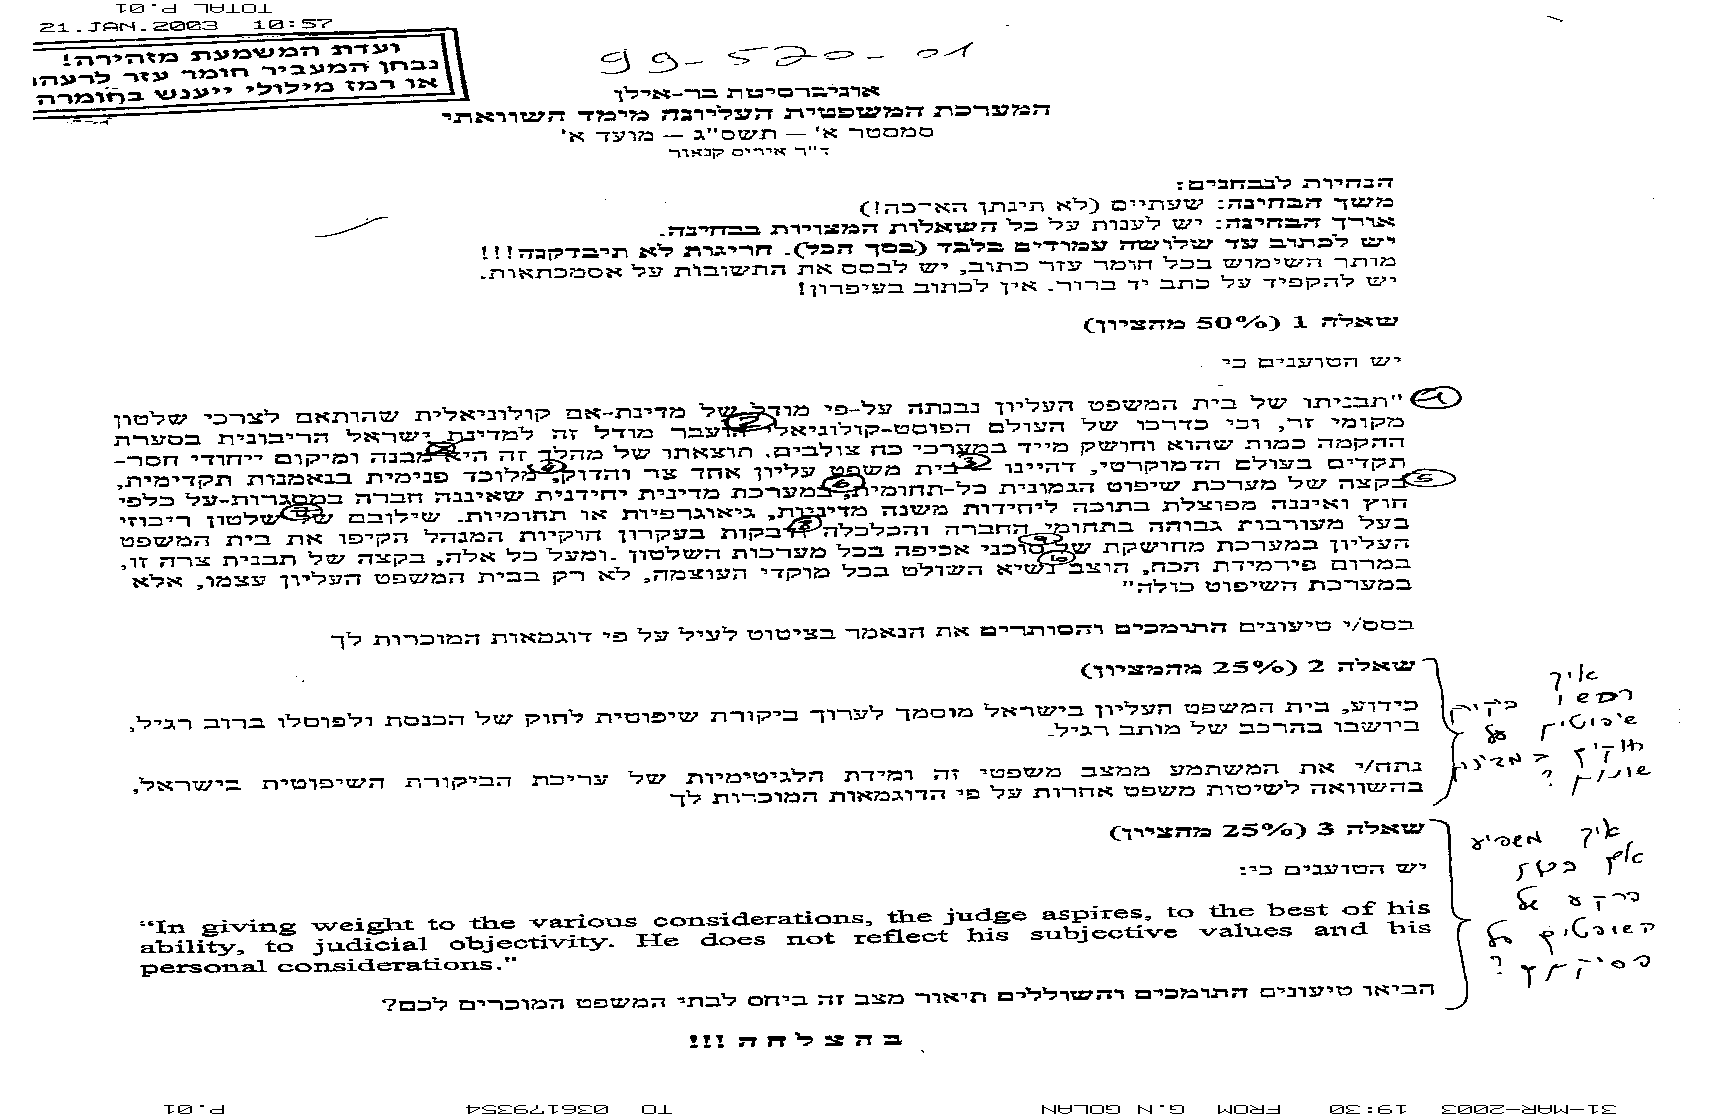 TOTAL P.01
21.JAN.2003 10:57
ועדת המשמעת מזהירה!
נבחן המעביר חומר עזר לרעהו
או רמז מילולי ייענש בחומרה
99-520-01
אוניברסיטת בר-אילן
המערכת המשפטית העליונה מימד השוואתי
סמסטר א' – תשס"ג – מועד א'
ד"ר איריס קנאור
הנחיות לנבחנים:
משך הבחינה: שעתיים (לא תינתן הארכה!)
אורך הבחינה: יש לענות על כל השאלות המצויות בבחינה.
יש לכתוב עד שלושה עמודים בלבד (בסך הכל). חריגות לא תיבדקנה!!!
מותר השימוש בכל חומר עזר כתוב, יש לבסס את התשובות על אסמכתאות.
יש להקפיד על כתב יד ברור. אין לכתוב בעיפרון!
שאלה 1 (50% מהציון)
יש הטוענים כי
"תבניתו של בית המשפט העליון נבנתה על-פי מודל של מדינת-אם קולוניאלית שהותאם לצרכי שלטון
מקומי זר, וכי כדרכו של העולם הפוסט-קולוניאלי הועבר מודל זה למדינת ישראל הריבונית בסערת
ההקמה כמות שהוא וחושק מייד במערכי כח צולבים. תוצאתו של מהלך זה היא מבנה ומיקום ייחודי חסר-
תקדים בעולם הדמוקרטי, דהיינו – בית משפט עליון אחד צר והדוק, מלוכד פנימית בנאמנות תקדימית,
בקצה של מערכת שיפוט הגמונית כל-תחומית, במערכת מדינית יחידנית שאיננה חברה במסגרות-על כלפי
חוץ ואיננה מפוצלת בתוכה ליחידות משנה מדיניות, גיאוגרפיות או תחומיות. שילובם של שלטון ריכוזי
בעל מעורבות גבוהה בתחומי החברה והכלכלה ודבקות בעקרון חוקיות המנהל הקיפו את בית המשפט
העליון במערכת מחושקת של סוכני אכיפה בכל מערכות השלטון .ומעל כל אלה, בקצה של תבנית צרה זו,
במרום פירמידת הכח, הוצב נשיא השולט בכל מוקדי העוצמה, לא רק בבית המשפט העליון עצמו, אלא
במערכת השיפוט כולה"
בסס/י טיעונים התומכים והסותרים את הנאמר בציטוט לעיל על פי דוגמאות המוכרות לך
שאלה 2 (25% מהמציון)
כידוע, בית המשפט העליון בישראל מוסמך לערוך ביקורת שיפוטית לחוק של הכנסת ולפוסלו ברוב רגיל,
ביושבו בהרכב של מותב רגיל.
נתח/י את המשתמע ממצב משפטי זה ומידת הלגיטימיות של עריכת הביקורת השיפוטית בישראל,
בהשוואה לשיטות משפט אחרות על פי הדוגמאות המוכרות לך
איך
שיפוטית על
חוקים במדינות
שונות?
שאלה 3 (25% מהציון)
יש הטוענים כי:
"In giving weight to the various considerations, the judge aspires, to the best of his
ability, to judicial objectivity. He does not reflect his subjective values and his
personal considerations."
הביאו טיעונים התומכים והשוללים תיאור מצב זה ביחס לבתי המשפט המוכרים לכם?
איך משפיע
הרקע של
השופטים על
בהצלחה!!!
31-MAR-2003 19:30 FROM G.N GOLAN TO 036179354 P.01